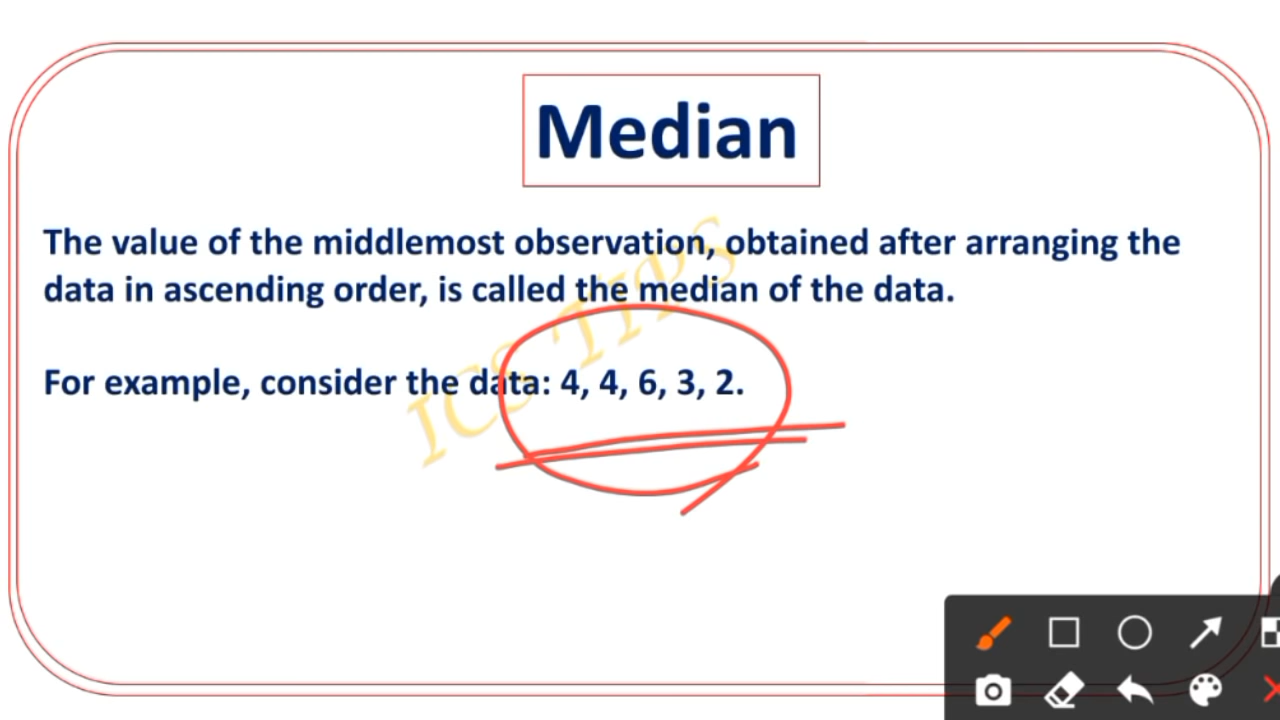 Median
The value of the middlemost observation, obtained after arranging the
data in ascending order, is called the median of the data.
For example, consider the data: 4, 4, 6, 3, 2.
ICS TIPS